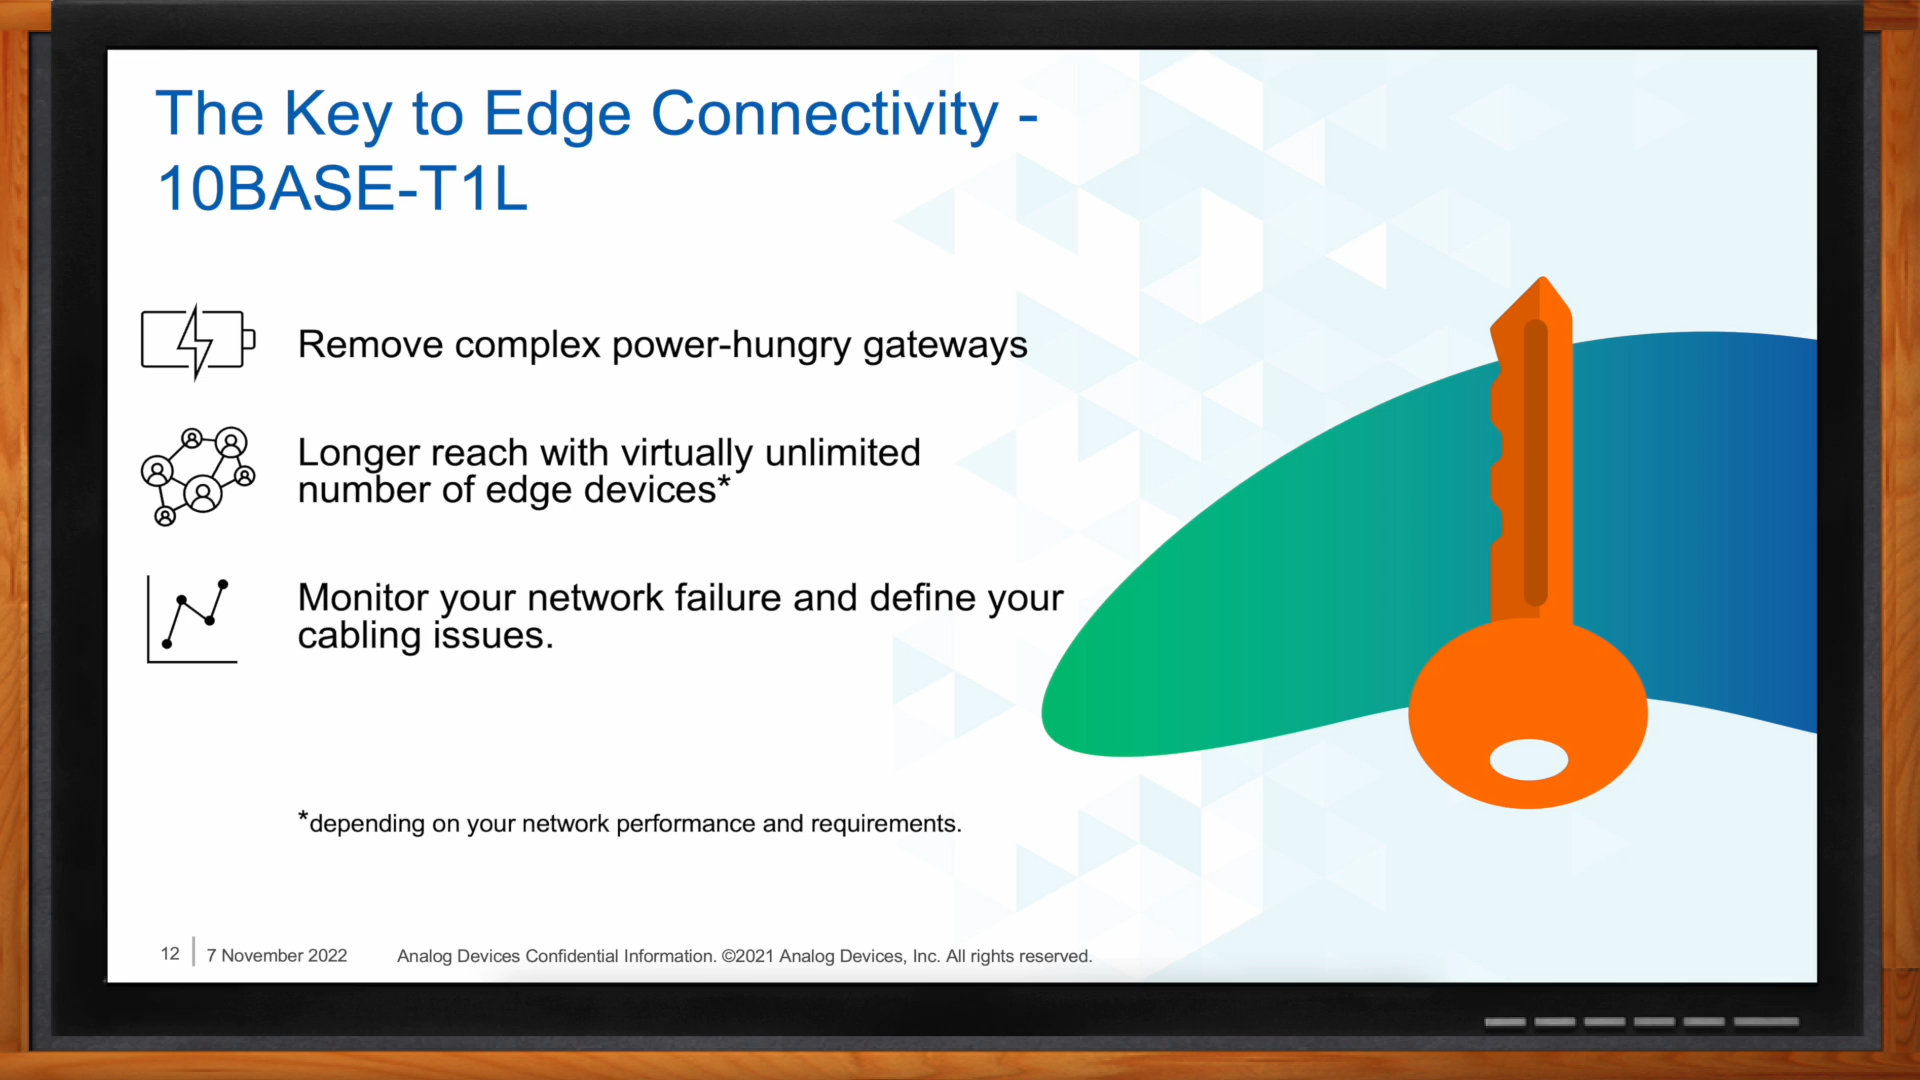 The Key to Edge Connectivity -
10BASE-T1L
Remove complex power-hungry gateways
Longer reach with virtually unlimited
number of edge devices*
Monitor your network failure and define your
cabling issues.
*depending on your network performance and requirements.
12
7 November 2022
Analog Devices Confidential Information. ©2021 Analog Devices, Inc. All rights reserved.